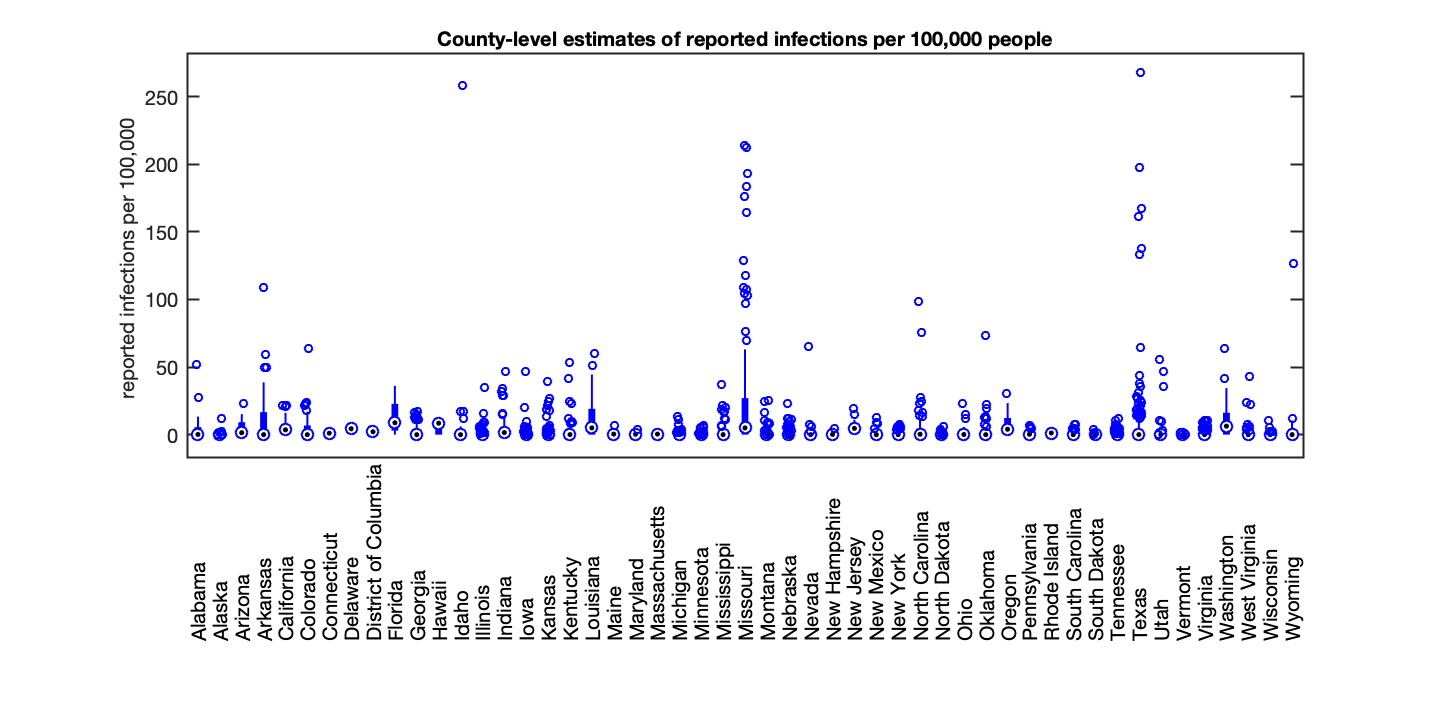 County-level estimates of reported infections per 100,000 people
reported infections per 100,000
250
200
150
100
50
0
Alabama
Alaska
Arizona
Arkansas
California
Colorado
Connecticut
Delaware
District of Columbia
Florida
Georgia
Hawaii
Idaho
Illinois
Indiana
Iowa
Kansas
Kentucky
Louisiana
Maine
Maryland
Massachusetts
Michigan
Minnesota
Mississippi
Missouri
Montana
Nebraska
Nevada
New Hampshire
New Jersey
New Mexico
New York
North Carolina
North Dakota
Ohio
Oklahoma
Oregon
Pennsylvania
Rhode Island
South Carolina
South Dakota
Tennessee
Texas
Utah
Vermont
Virginia
Washington
West Virginia
Wisconsin
Wyoming